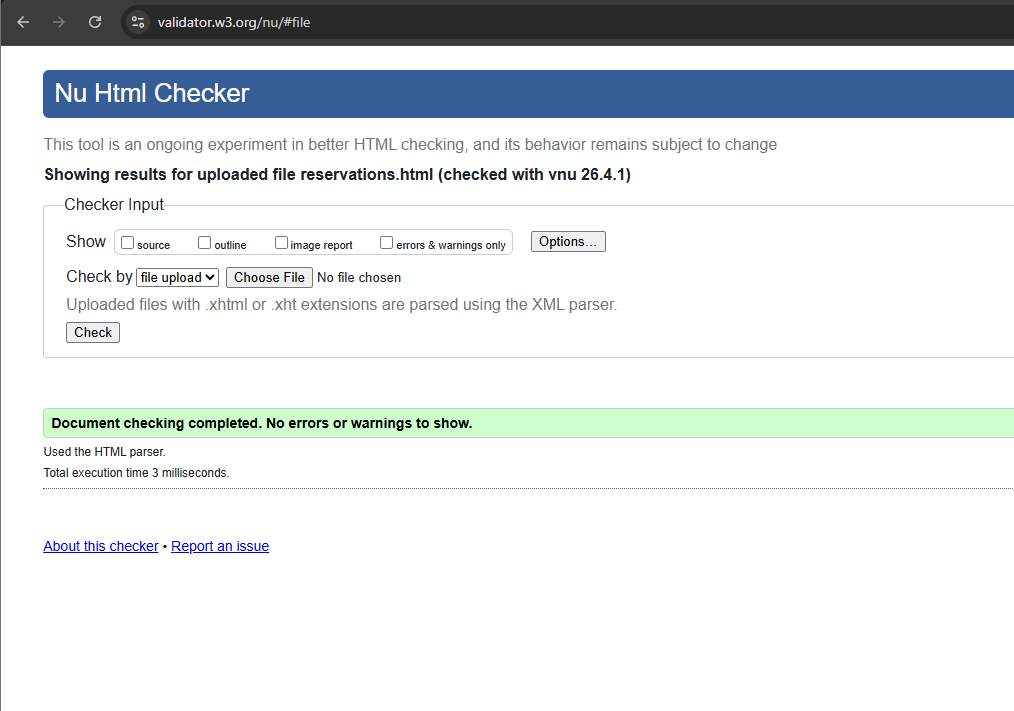 validator.w3.org/nu/#file
Nu Html Checker
This tool is an ongoing experiment in better HTML checking, and its behavior remains subject to change
Showing results for uploaded file reservations.html (checked with vnu 26.4.1)
Checker Input
Show source outline image report errors & warnings only Options...
Check by file upload Choose File No file chosen
Uploaded files with .xhtml or .xht extensions are parsed using the XML parser.
Check
Document checking completed. No errors or warnings to show.
Used the HTML parser.
Total execution time 3 milliseconds.
About this checker • Report an issue